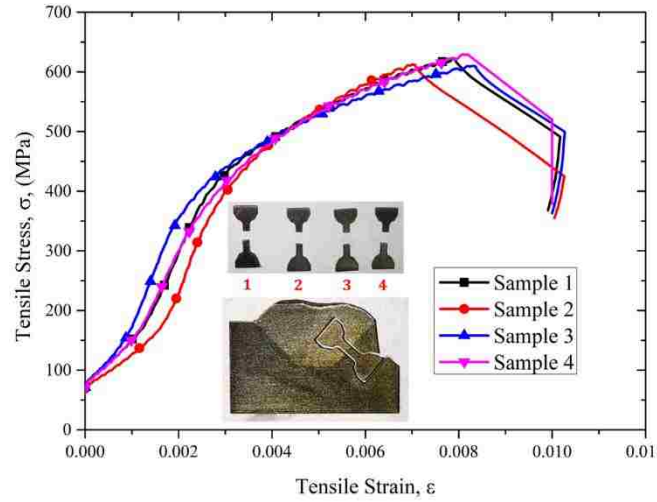 700
600
500
400
300
200
100
0
Tensile Stress, σ, (MPa)
1 2 3 4
Sample 1
Sample 2
Sample 3
Sample 4
0.000 0.002 0.004 0.006 0.008 0.010 0.01
Tensile Strain, ε